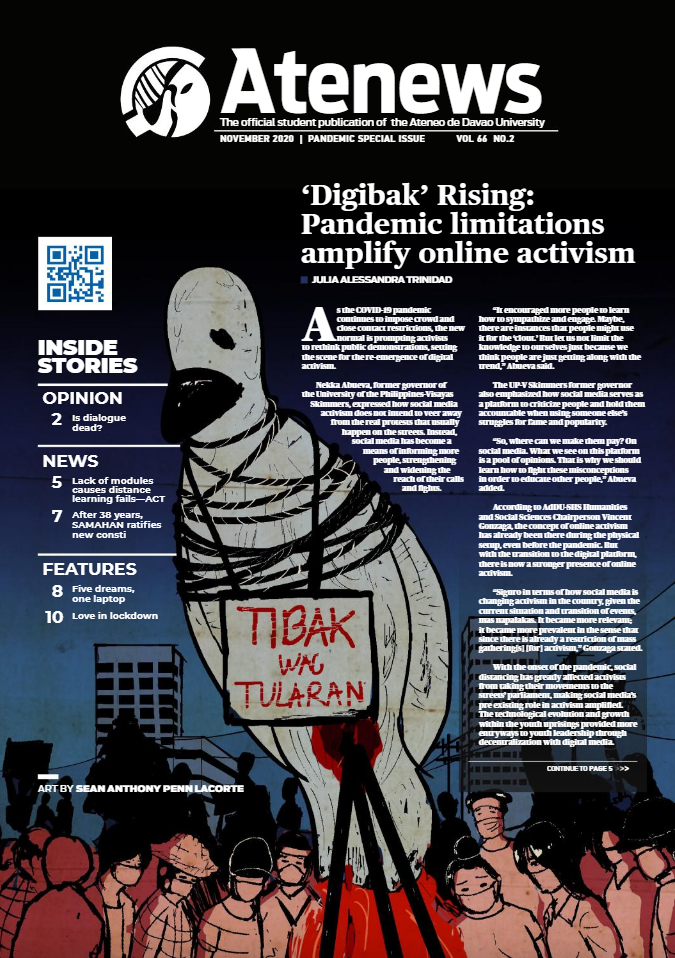 Atenews
The official student publication of the Ateneo de Davao University
NOVEMBER 2020 | PANDEMIC SPECIAL ISSUE VOL 66 NO.2
‘Digibak’ Rising:
Pandemic limitations
amplify online activism
JULIA ALESSANDRA TRINIDAD
INSIDE
STORIES
OPINION
2 Is dialogue
dead?
NEWS
5 Lack of modules
causes distance
learning fails—ACT
7 After 38 years,
SAMAHAN ratifies
new consti
FEATURES
8 Five dreams,
one laptop
10 Love in lockdown
As the COVID-19 pandemic
continues to impose crowd and
close contact restrictions, the new
normal is prompting activists
to rethink public demonstrations, setting
the scene for the re-emergence of digital
activism.
Nekka Abueva, former governor of
the University of the Philippines-Visayas
Skimmers, expressed how social media
activism does not intend to veer away
from the real protests that usually
happen on the streets. Instead,
social media has become a
means of informing more
people, strengthening
and widening the
reach of their calls
and fights.
“It encouraged more people to learn
how to sympathize and engage. Maybe,
there are instances that people might use
it for the ‘clout.’ But let us not limit the
knowledge to ourselves just because we
think people are just getting along with the
trend,” Abueva said.
The UP-V Skimmers former governor
also emphasized how social media serves as
a platform to criticize people and hold them
accountable when using someone else’s
struggles for fame and popularity.
“So, where can we make them pay? On
social media. What we see on this platform
is a pool of opinions. That is why we should
learn how to fight these misconceptions
in order to educate other people,” Abueva
added.
According to AdDU-SHS Humanities
and Social Sciences Chairperson Vincent
Gonzaga, the concept of online activism
has already been there during the physical
setup, even before the pandemic. But
with the transition to the digital platform,
there is now a stronger presence of online
activism.
“Siguro in terms of how social media is
changing activism in the country, given the
current situation and transition of events,
mas napalakas. It became more relevant;
it became more prevalent in the sense that
since there is already a restriction of mass
gathering[s] [for] activism,” Gonzaga stated.
With the onset of the pandemic, social
distancing has greatly affected activists
from taking their movements to the
streets’ parliament, making social media’s
pre existing role in activism amplified.
The technological evolution and growth
within the youth uprisings provided more
entryways to youth leadership through
decentralization with digital media.
CONTINUE TO PAGE 5 >>>
TIBAK
WAG
TULARAN
ART BY SEAN ANTHONY PENN LACORTE